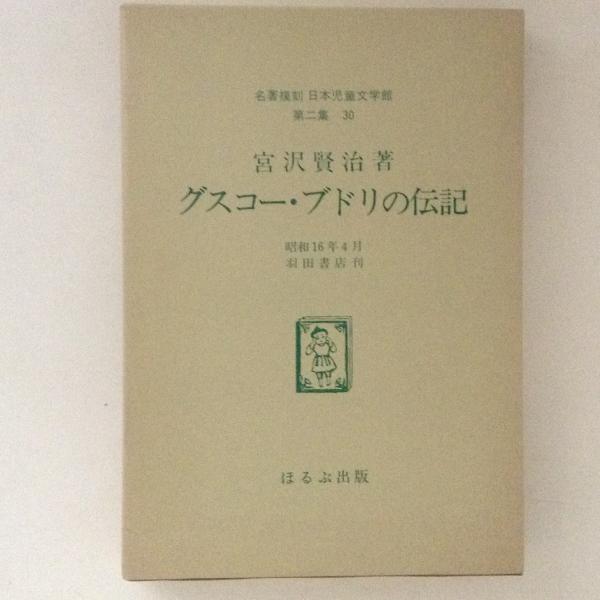 名著複刻 日本児童文学館
第二集 30
宮沢賢治著
グスコー・ブドリの伝記
昭和16年4月
羽田書店刊
ほるぷ出版